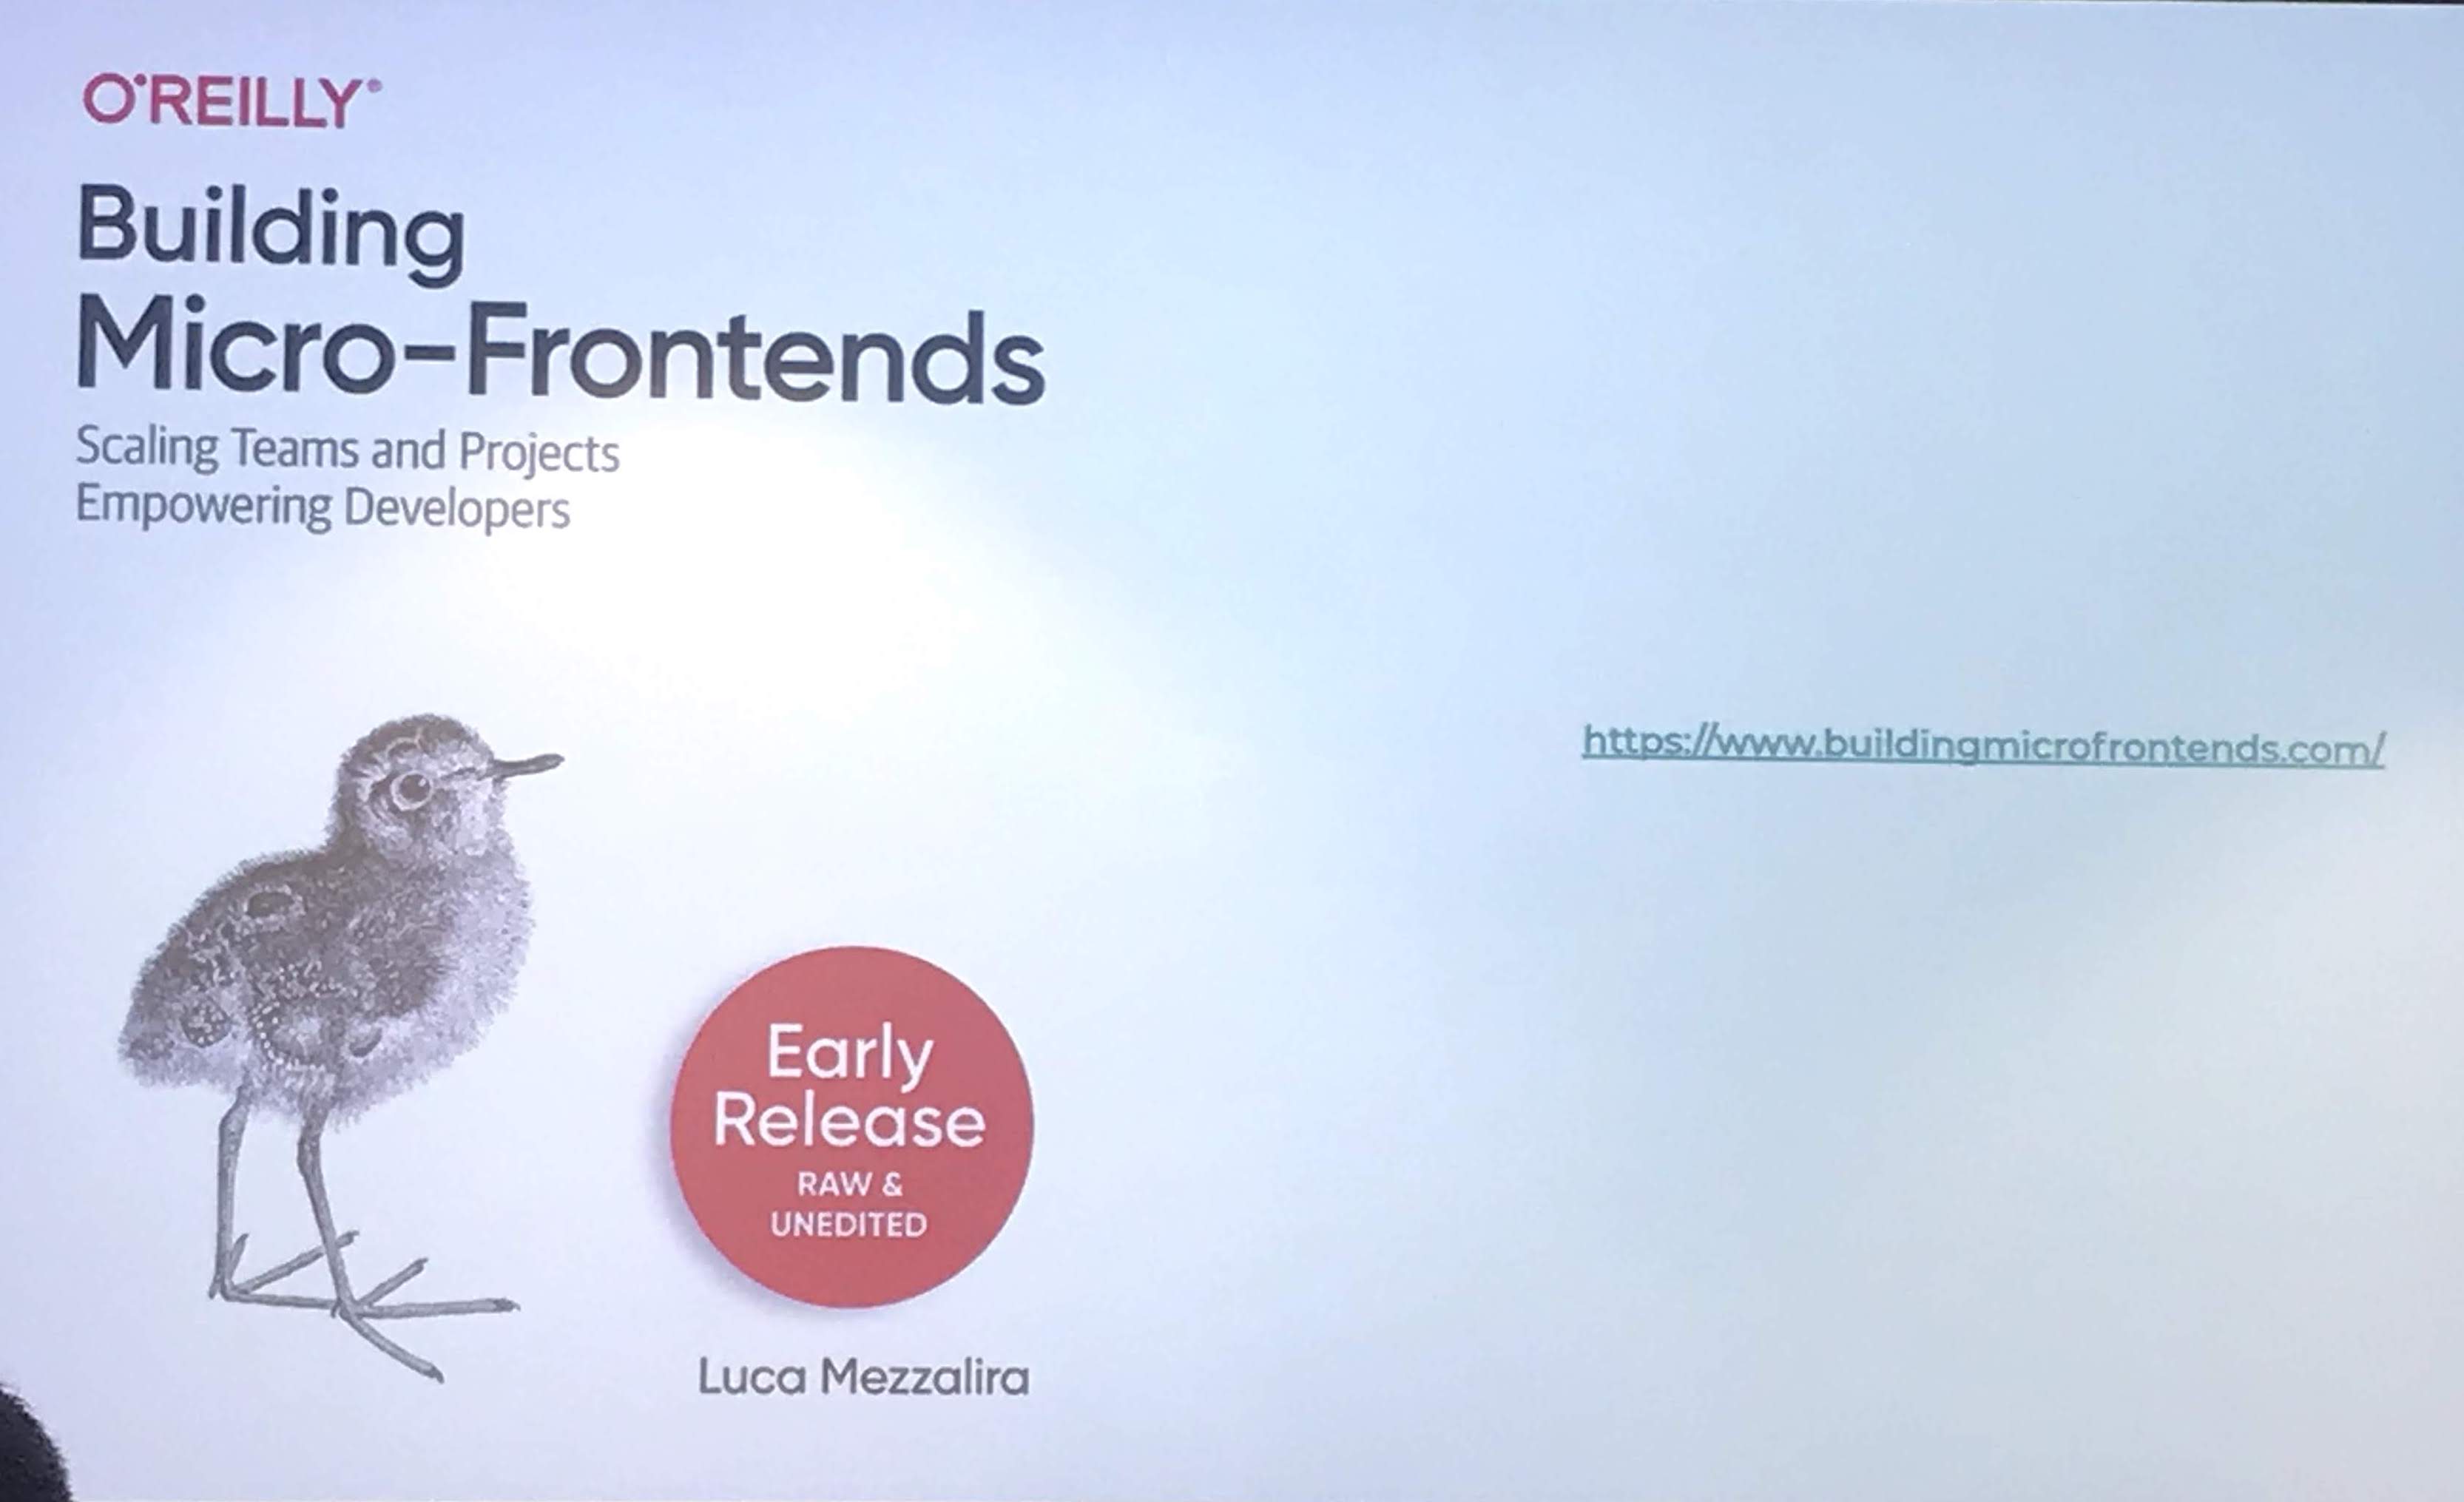 O'REILLY®
Building
Micro-Frontends
Scaling Teams and Projects
Empowering Developers
https://www.buildingmicrofrontends.com/
Early
Release
RAW &
UNEDITED
Luca Mezzalira